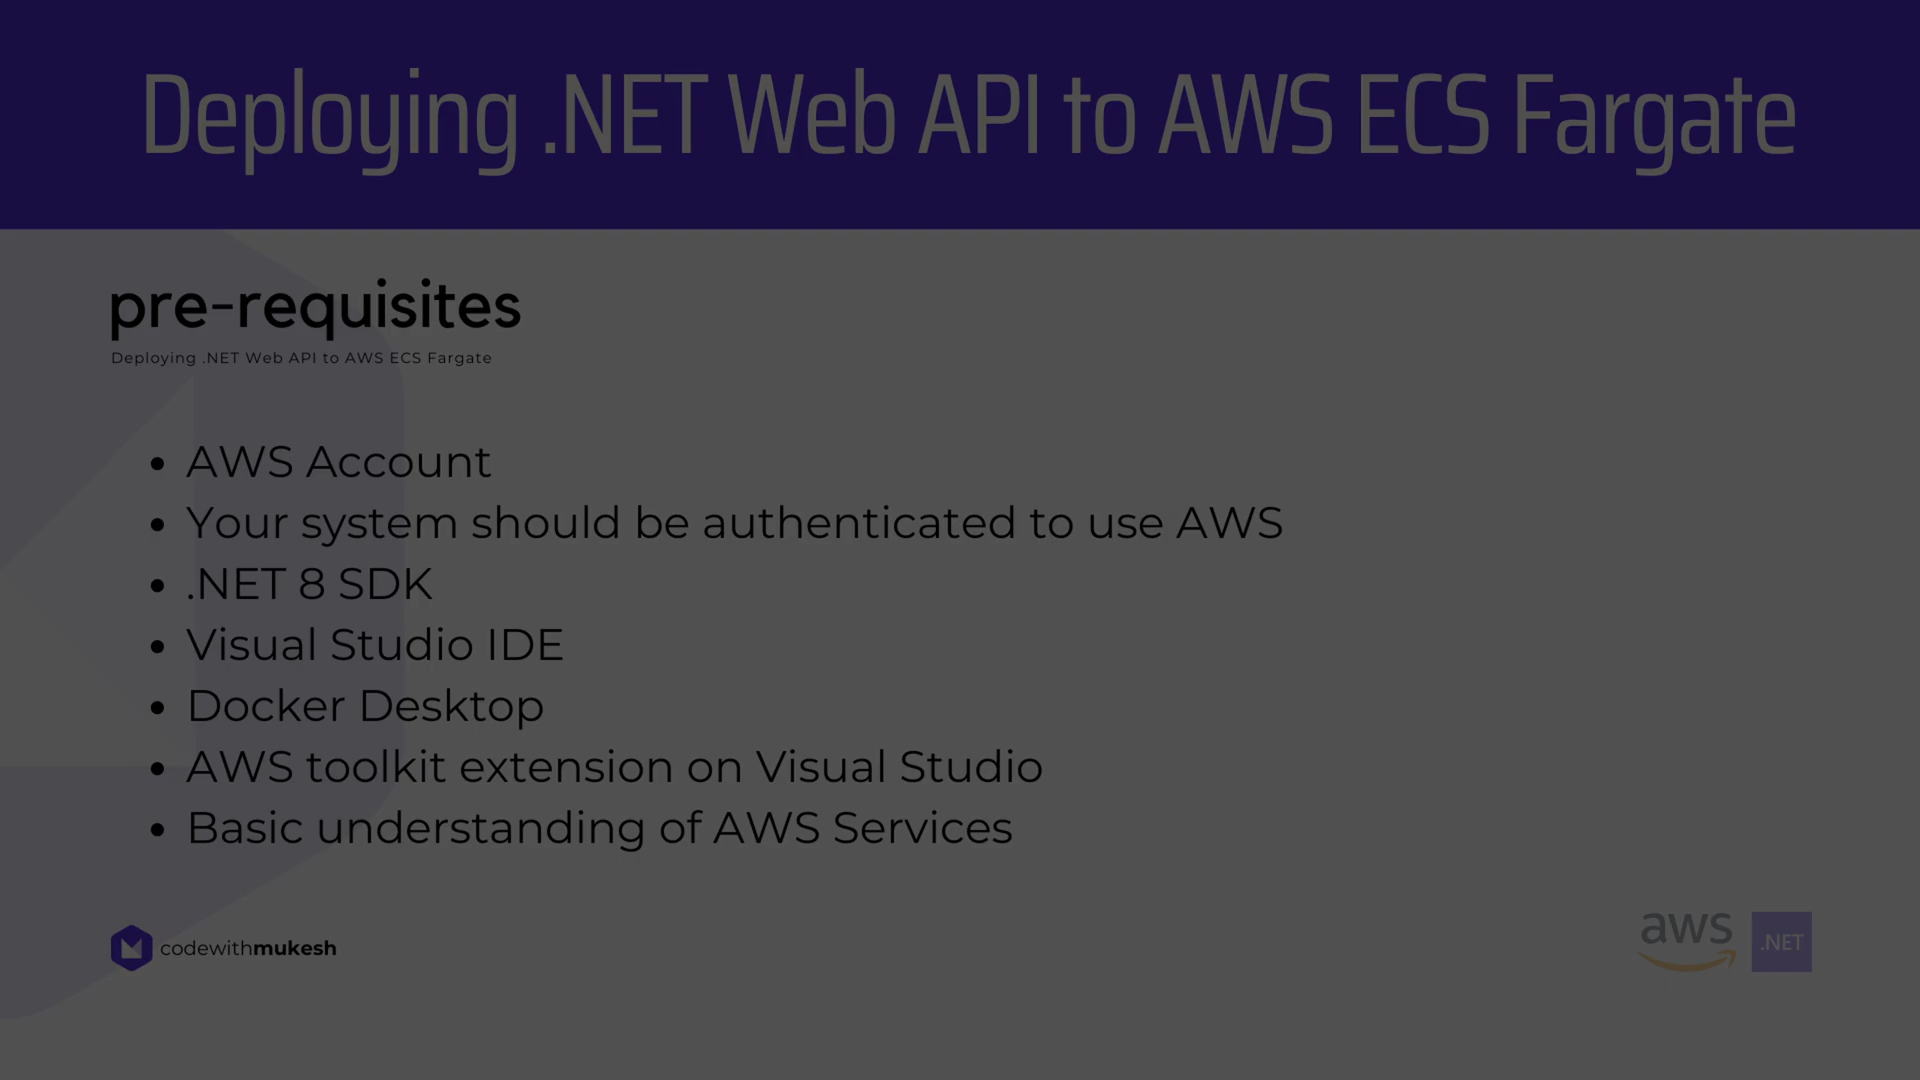 Deploying .NET Web API to AWS ECS Fargate
pre-requisites
Deploying .NET Web API to AWS ECS Fargate
• AWS Account
• Your system should be authenticated to use AWS
• .NET 8 SDK
• Visual Studio IDE
• Docker Desktop
• AWS toolkit extension on Visual Studio
• Basic understanding of AWS Services
codewithmukesh
aws
.NET